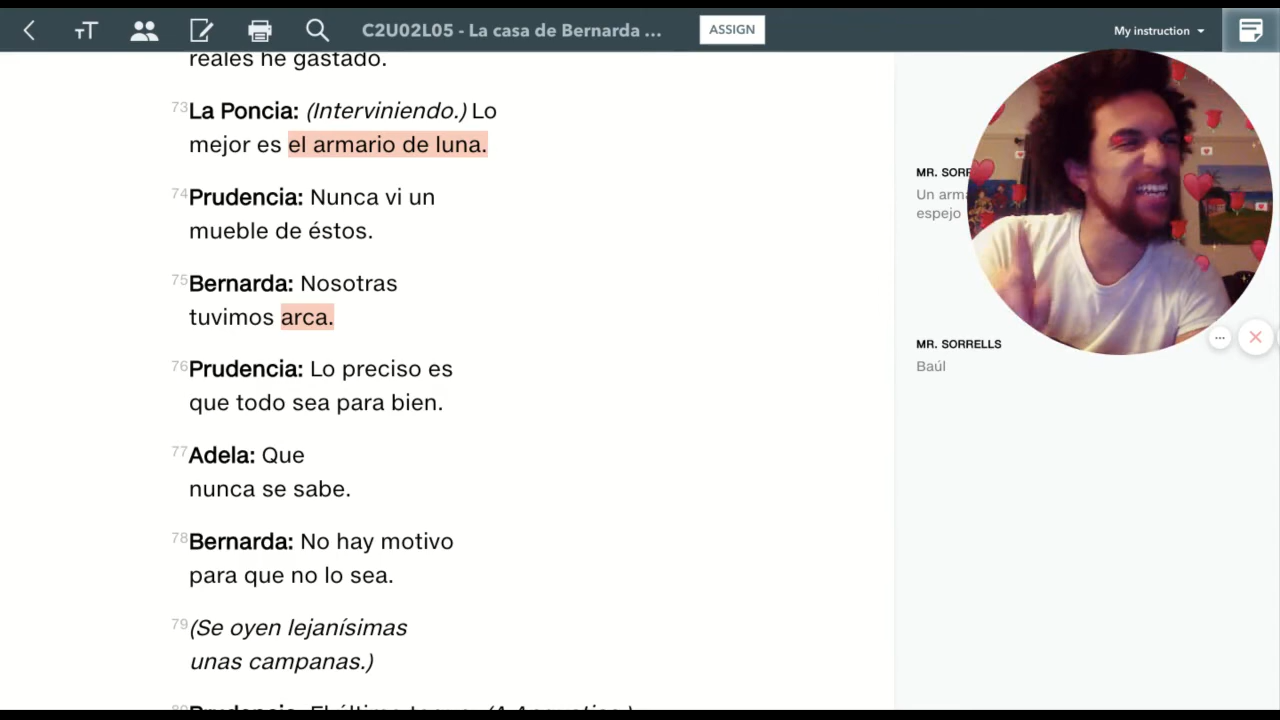 C2U02L05 - La casa de Bernarda ...
ASSIGN
My instruction
reales he gastado.
73 La Poncia: (Interviniendo.) Lo
mejor es el armario de luna.
74 Prudencia: Nunca vi un
mueble de éstos.
75 Bernarda: Nosotras
tuvimos arca.
76 Prudencia: Lo preciso es
que todo sea para bien.
77 Adela: Que
nunca se sabe.
78 Bernarda: No hay motivo
para que no lo sea.
79 (Se oyen lejanísimas
unas campanas.)
MR.
Un
espejo
MR. SORRELLS
Baúl